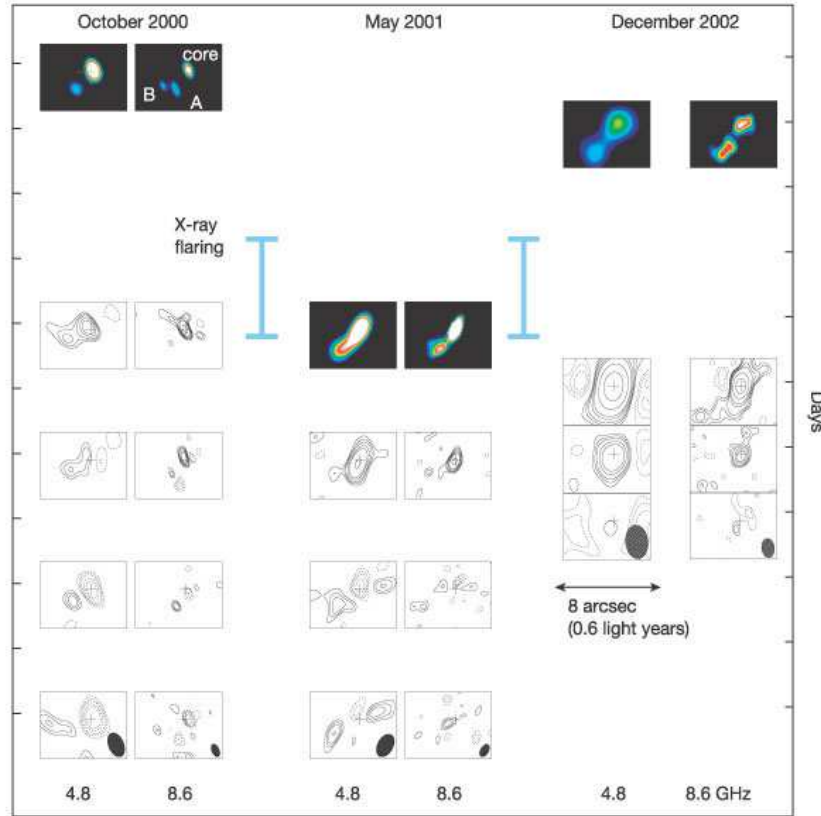 October 2000
May 2001
December 2002
core
B
A
X-ray
flaring
Days
8 arcsec
(0.6 light years)
4.8
8.6
4.8
8.6
4.8
8.6 GHz